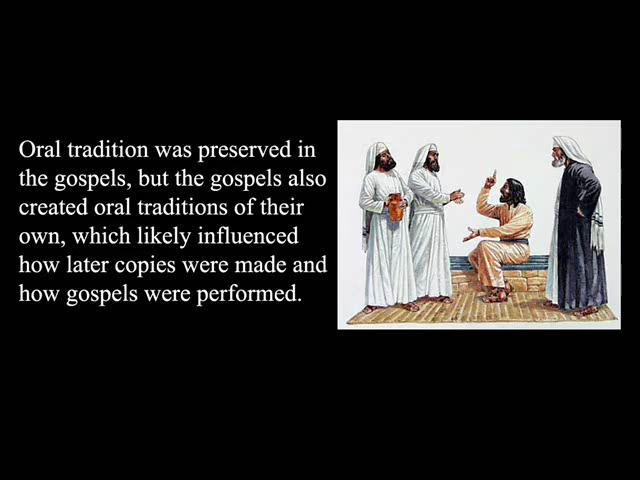 Oral tradition was preserved in
the gospels, but the gospels also
created oral traditions of their
own, which likely influenced
how later copies were made and
how gospels were performed.